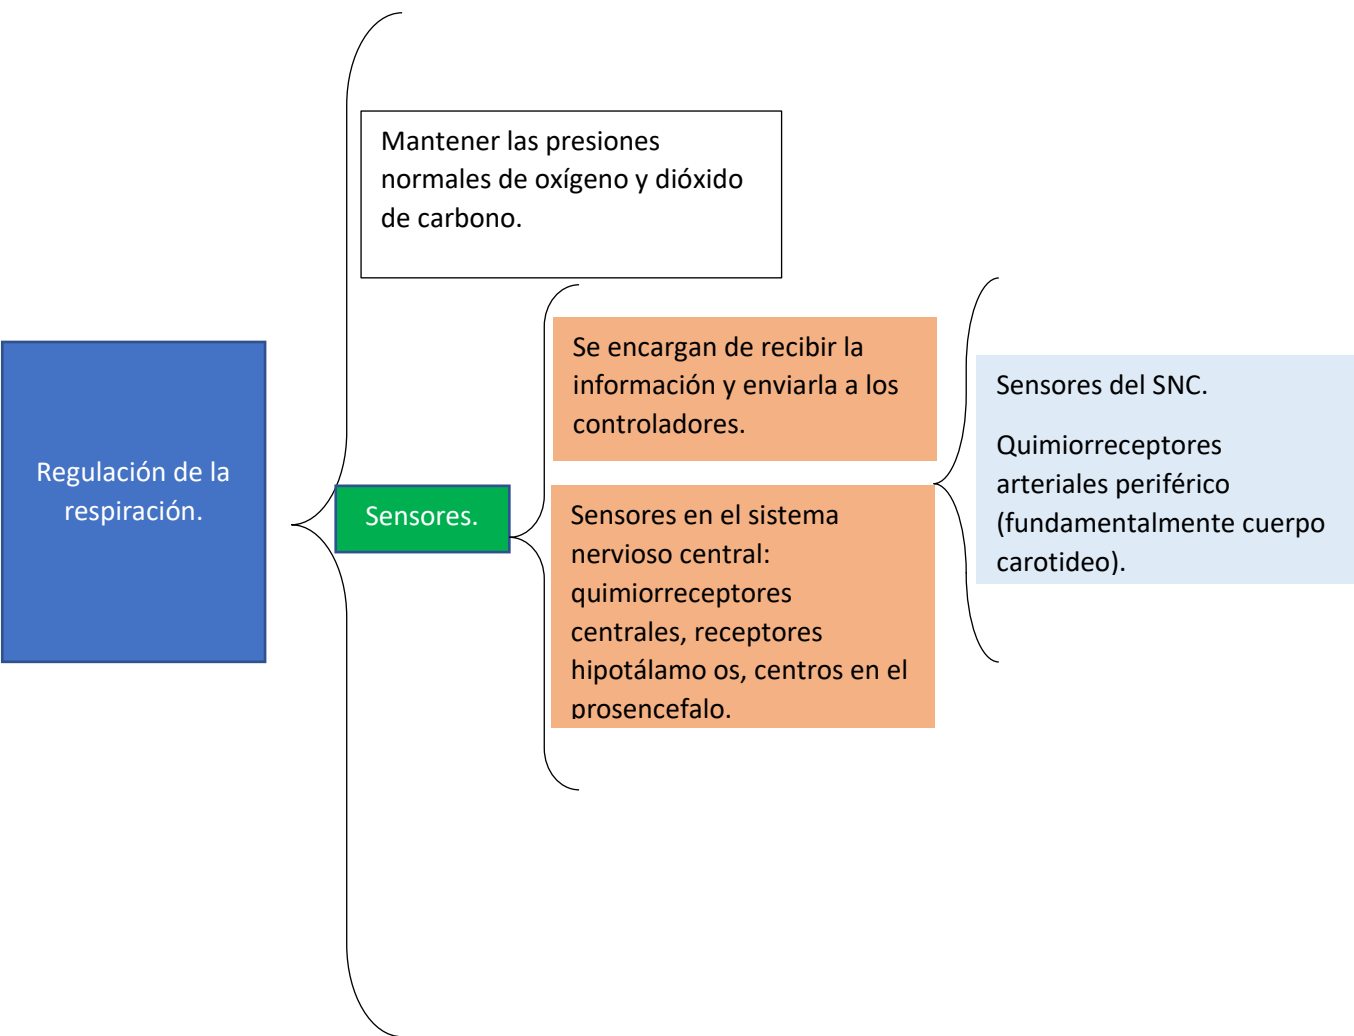 Mantener las presiones
normales de oxígeno y dióxido
de carbono.
Regulación de la
respiración.
Sensores.
Se encargan de recibir la
información y enviarla a los
controladores.
Sensores en el sistema
nervioso central:
quimiorreceptores
centrales, receptores
hipotálamo os, centros en el
prosencefalo.
Sensores del SNC.
Quimiorreceptores
arteriales periférico
(fundamentalmente cuerpo
carotideo).